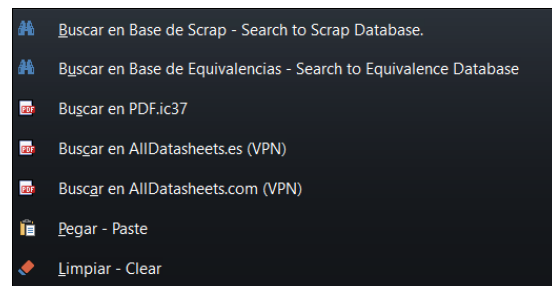 Buscar en Base de Scrap - Search to Scrap Database.
Buscar en Base de Equivalencias - Search to Equivalence Database
Buscar en PDF.ic37
Buscar en AllDatasheets.es (VPN)
Buscar en AllDatasheets.com (VPN)
Pegar - Paste
Limpiar - Clear